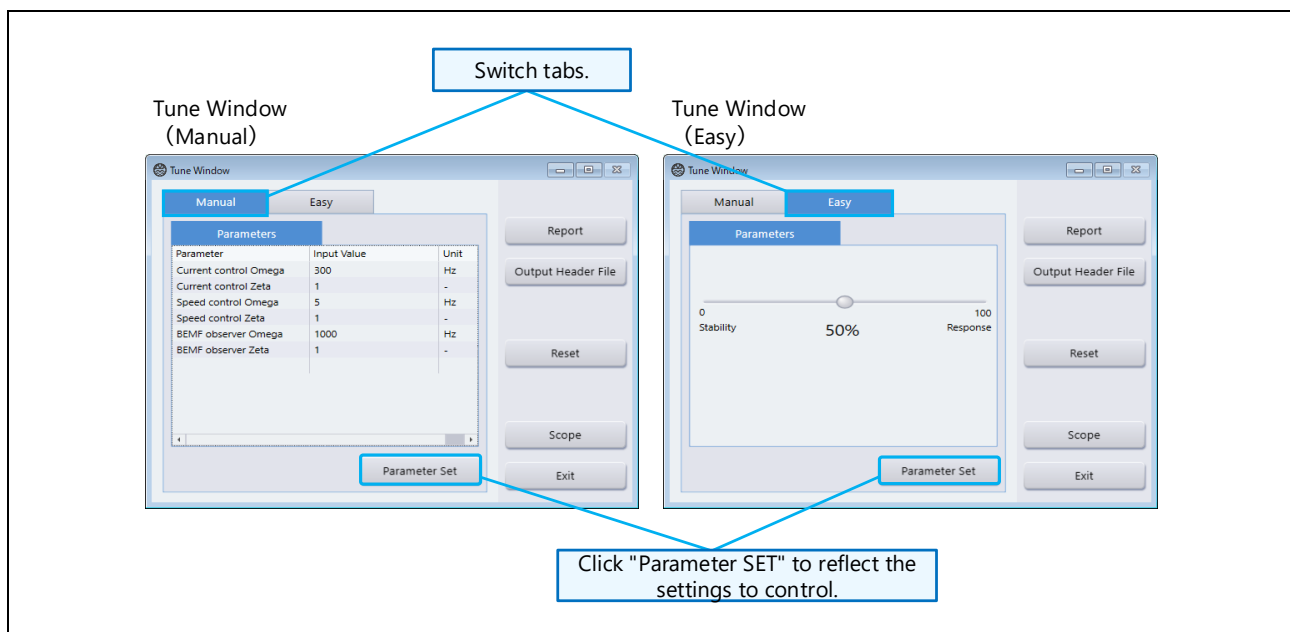 Switch tabs.
Tune Window
（Manual）
Tune Window
（Easy）
Tune Window
Manual Easy
Parameters
Parameter Input Value Unit
Current control Omega 300 Hz
Current control Zeta 1 -
Speed control Omega 5 Hz
Speed control Zeta 1 -
BEMF observer Omega 1000 Hz
BEMF observer Zeta 1 -
Parameter Set
Report
Output Header File
Reset
Scope
Exit
Tune Window
Manual Easy
Parameters
0 100
Stability 50% Response
Parameter Set
Report
Output Header File
Reset
Scope
Exit
Click "Parameter SET" to reflect the
settings to control.